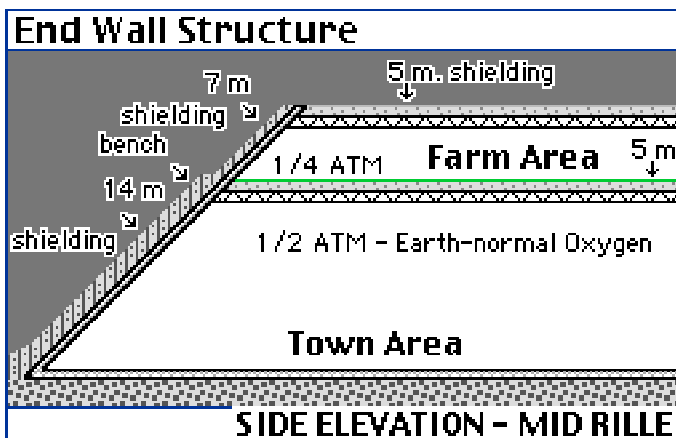 End Wall Structure
5 m. shielding
7 m
shielding
bench
14 m
shielding
1/4 ATM
Farm Area
5 m
1/2 ATM - Earth-normal Oxygen
Town Area
SIDE ELEVATION - MID RILLE